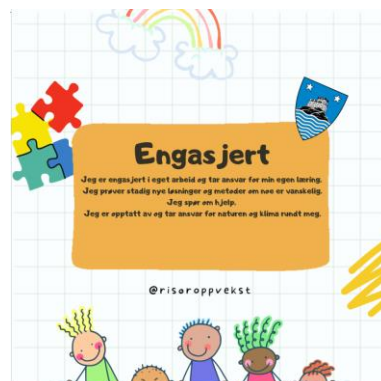 Engasjert
Jeg er engasjert i eget arbeid og tar ansvar for min egen læring.
Jeg prøver stadig nye løsninger og metoder om noe er vanskelig.
Jeg spør om hjelp.
Jeg er opptatt av og tar ansvar for naturen og klima rundt meg.
@risøroppvekst